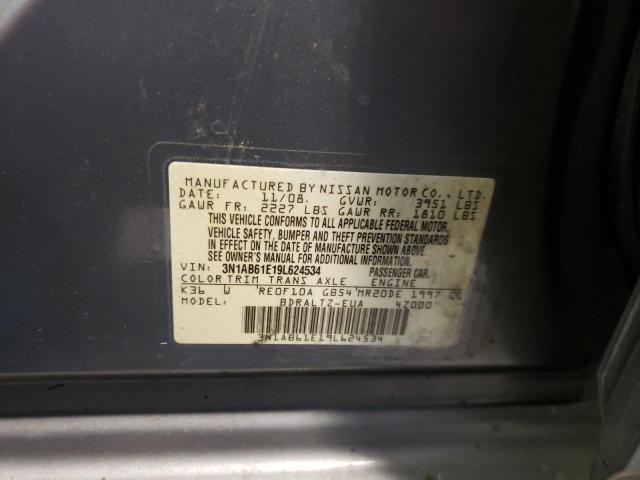 MANUFACTURED BY NISSAN MOTOR CO., LTD.
DATE: 11/08. GVWR: 3951 LBS
GAWR FR: 2227 LBS GAWR RR: 1810 LBS
THIS VEHICLE CONFORMS TO ALL APPLICABLE FEDERAL MOTOR
VEHICLE SAFETY, BUMPER AND THEFT PREVENTION STANDARDS
IN EFFECT ON THE DATE OF MANUFACTURE SHOWN ABOVE.
SEE OWNER'S MANUAL FOR ADDITIONAL INFORMATION.
VIN: 3N1AB61E19L624534 PASSENGER CAR.
COLOR TRIM TRANS AXLE ENGINE
K36 W RE0F10A GB54 MR20DE 1997 CC
MODEL: BDRALTZ-EUA 4Z000
3N1AB61E19L624534